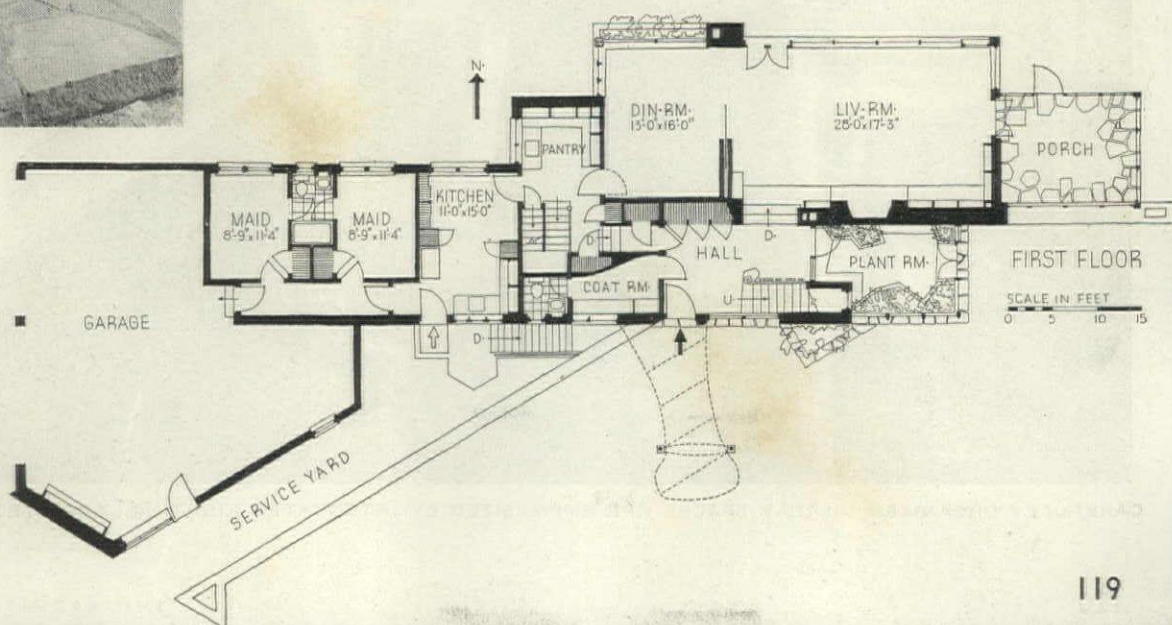 N.
DIN·RM·
13'-0"x16'-0"
LIV·RM·
28'-0"x17'-3"
PORCH
PANTRY
KITCHEN
11'-0"x15'-0"
MAID
8'-9"x11'-4"
MAID
8'-9"x11'-4"
D.
HALL
D.
PLANT RM·
COAT RM·
U
GARAGE
D.
FIRST FLOOR
SCALE IN FEET
0 5 10 15
SERVICE YARD
119